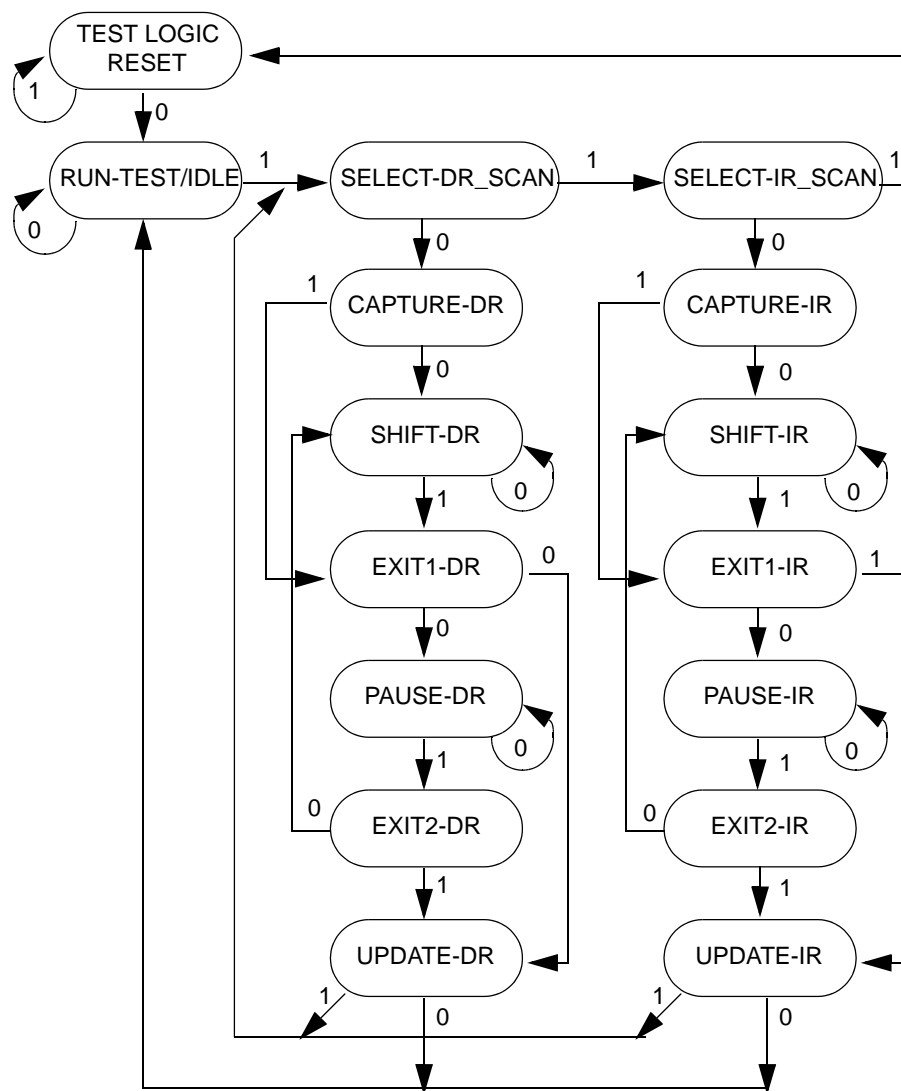 TEST LOGIC
RESET
1
0
RUN-TEST/IDLE
1
SELECT-DR_SCAN
1
SELECT-IR_SCAN
1
0
0
0
1
CAPTURE-DR
1
CAPTURE-IR
0
0
SHIFT-DR
SHIFT-IR
0
0
1
1
EXIT1-DR
0
EXIT1-IR
1
0
0
PAUSE-DR
PAUSE-IR
0
0
1
1
0
EXIT2-DR
0
EXIT2-IR
1
1
UPDATE-DR
UPDATE-IR
1
0
1
0